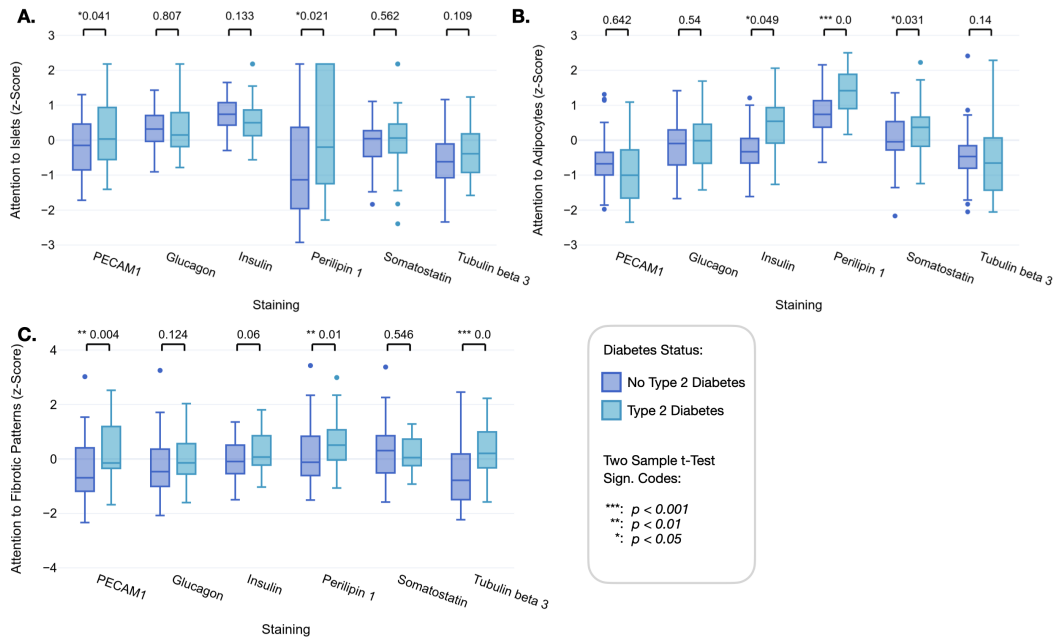 A.
*0.041 0.807 0.133 *0.021 0.562 0.109
Attention to Islets (z-Score)
3
2
1
0
−1
−2
−3
PECAM1 Glucagon Insulin Perilipin 1 Somatostatin Tubulin beta 3
Staining
B.
0.642 0.54 *0.049 *** 0.0 *0.031 0.14
Attention to Adipocytes (z-Score)
3
2
1
0
−1
−2
−3
PECAM1 Glucagon Insulin Perilipin 1 Somatostatin Tubulin beta 3
Staining
C.
** 0.004 0.124 0.06 ** 0.01 0.546 *** 0.0
Attention to Fibrotic Patterns (z-Score)
4
2
0
−2
−4
PECAM1 Glucagon Insulin Perilipin 1 Somatostatin Tubulin beta 3
Staining
Diabetes Status:
No Type 2 Diabetes
Type 2 Diabetes
Two Sample t-Test
Sign. Codes:
***: p < 0.001
**: p < 0.01
*: p < 0.05